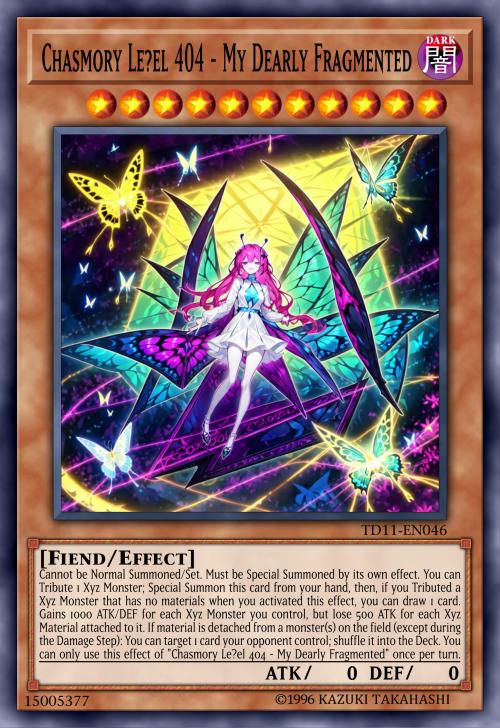 Chasmory Le?el 404 - My Dearly Fragmented
DARK
闇
TD11-EN046
[Fiend/Effect]
Cannot be Normal Summoned/Set. Must be Special Summoned by its own effect. You can
Tribute 1 Xyz Monster; Special Summon this card from your hand, then, if you Tributed a
Xyz Monster that has no materials when you activated this effect, you can draw 1 card.
Gains 1000 ATK/DEF for each Xyz Monster you control, but lose 500 ATK for each Xyz
Material attached to it. If material is detached from a monster(s) on the field (except during
the Damage Step): You can target 1 card your opponent control; shuffle it into the Deck. You
can only use this effect of "Chasmory Le?el 404 - My Dearly Fragmented" once per turn.
ATK/ 0 DEF/ 0
15005377
©1996 KAZUKI TAKAHASHI